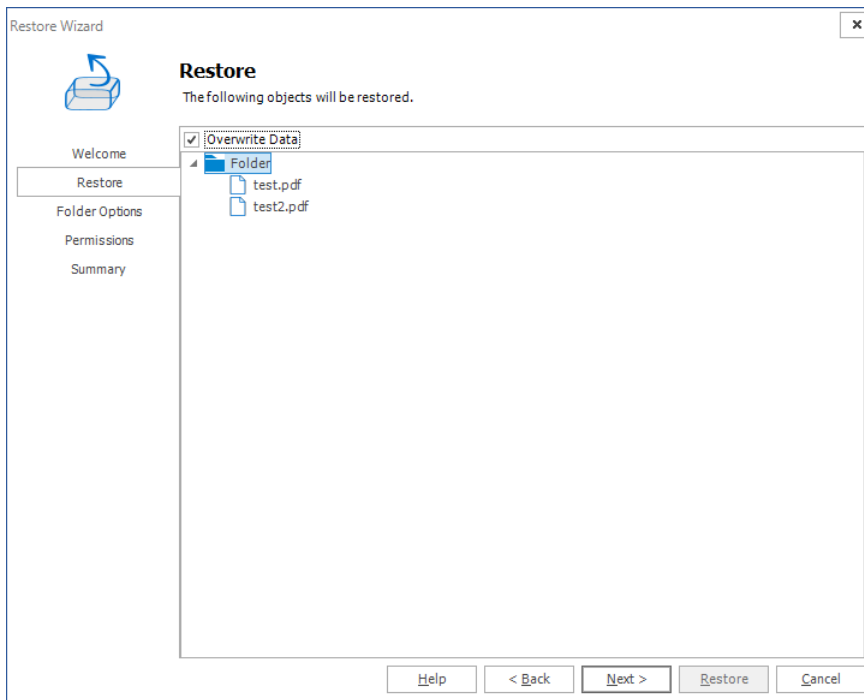 Restore Wizard
Restore
The following objects will be restored.
Welcome
Restore
Folder Options
Permissions
Summary
Overwrite Data
Folder
test.pdf
test2.pdf
Help
< Back
Next >
Restore
Cancel